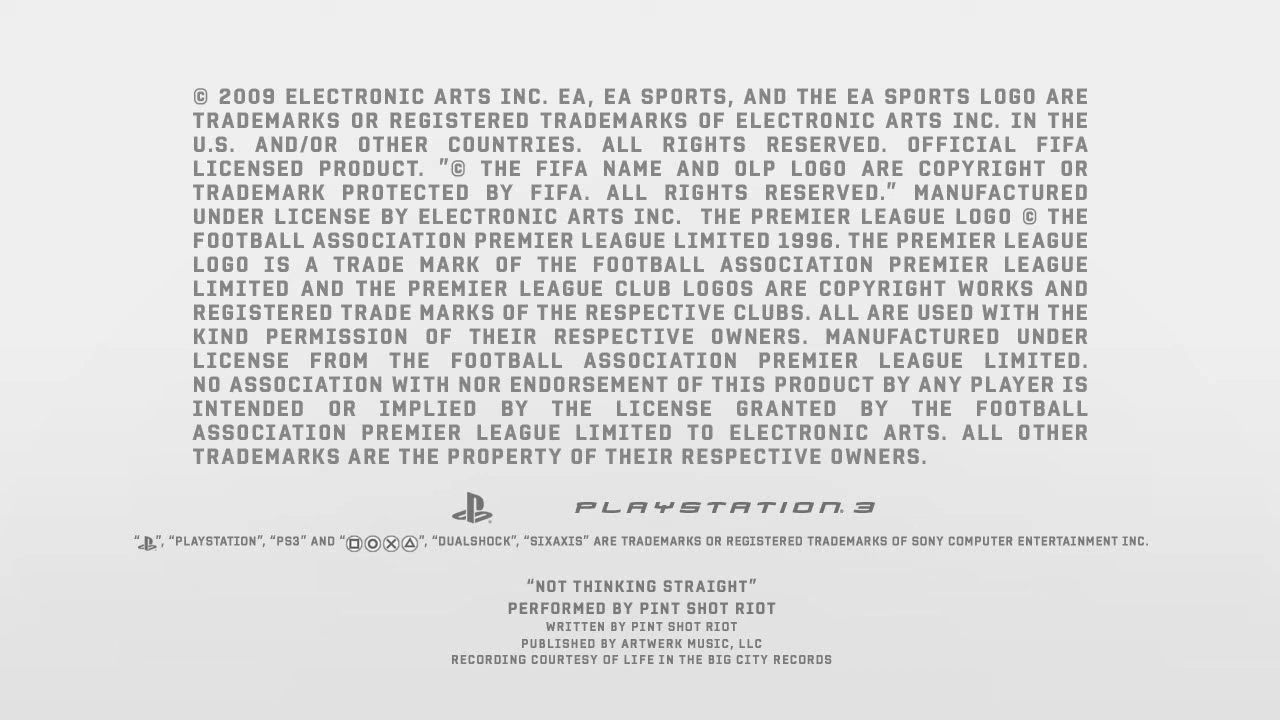 © 2009 ELECTRONIC ARTS INC. EA, EA SPORTS, AND THE EA SPORTS LOGO ARE
TRADEMARKS OR REGISTERED TRADEMARKS OF ELECTRONIC ARTS INC. IN THE
U.S. AND/OR OTHER COUNTRIES. ALL RIGHTS RESERVED. OFFICIAL FIFA
LICENSED PRODUCT. "© THE FIFA NAME AND OLP LOGO ARE COPYRIGHT OR
TRADEMARK PROTECTED BY FIFA. ALL RIGHTS RESERVED." MANUFACTURED
UNDER LICENSE BY ELECTRONIC ARTS INC. THE PREMIER LEAGUE LOGO © THE
FOOTBALL ASSOCIATION PREMIER LEAGUE LIMITED 1996. THE PREMIER LEAGUE
LOGO IS A TRADE MARK OF THE FOOTBALL ASSOCIATION PREMIER LEAGUE
LIMITED AND THE PREMIER LEAGUE CLUB LOGOS ARE COPYRIGHT WORKS AND
REGISTERED TRADE MARKS OF THE RESPECTIVE CLUBS. ALL ARE USED WITH THE
KIND PERMISSION OF THEIR RESPECTIVE OWNERS. MANUFACTURED UNDER
LICENSE FROM THE FOOTBALL ASSOCIATION PREMIER LEAGUE LIMITED.
NO ASSOCIATION WITH NOR ENDORSEMENT OF THIS PRODUCT BY ANY PLAYER IS
INTENDED OR IMPLIED BY THE LICENSE GRANTED BY THE FOOTBALL
ASSOCIATION PREMIER LEAGUE LIMITED TO ELECTRONIC ARTS. ALL OTHER
TRADEMARKS ARE THE PROPERTY OF THEIR RESPECTIVE OWNERS.
PLAYSTATION. 3
“ ”, “PLAYSTATION”, “PS3” AND “ ”, “DUALSHOCK”, “SIXAXIS” ARE TRADEMARKS OR REGISTERED TRADEMARKS OF SONY COMPUTER ENTERTAINMENT INC.
“NOT THINKING STRAIGHT”
PERFORMED BY PINT SHOT RIOT
WRITTEN BY PINT SHOT RIOT
PUBLISHED BY ARTWERK MUSIC, LLC
RECORDING COURTESY OF LIFE IN THE BIG CITY RECORDS